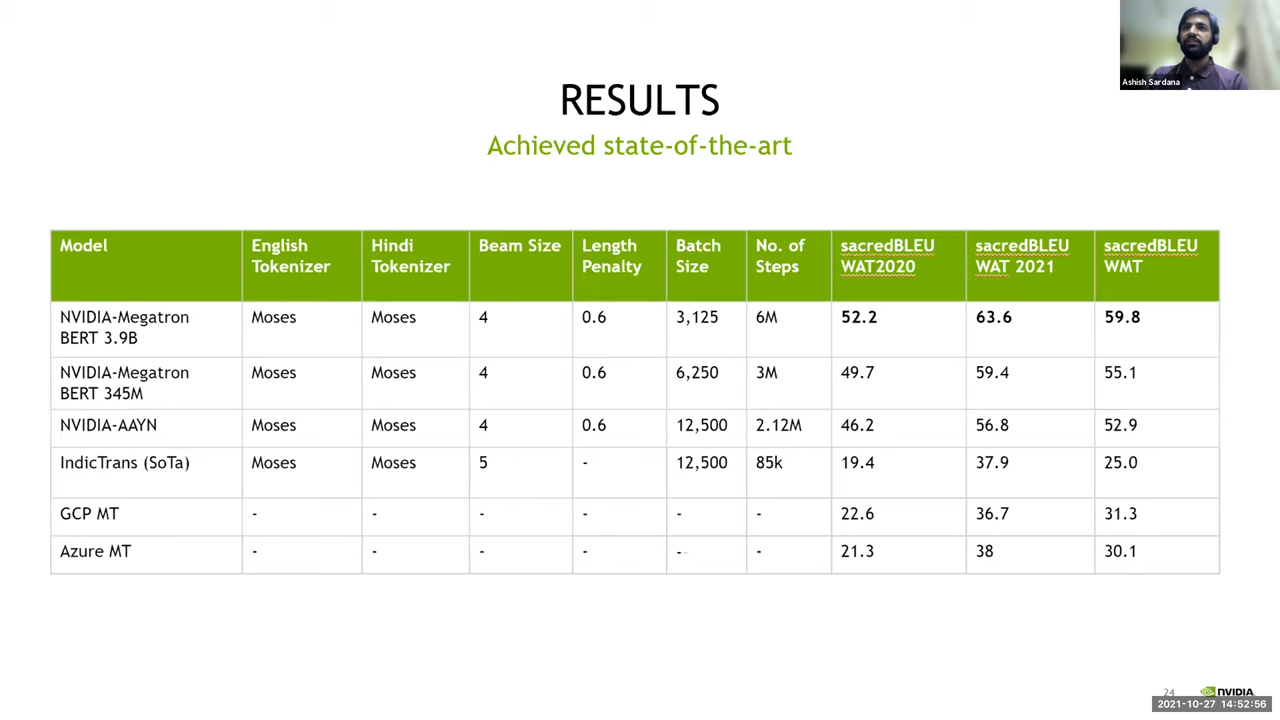 Ashish Sardana
RESULTS
Achieved state-of-the-art
Model English Tokenizer Hindi Tokenizer Beam Size Length Penalty Batch Size No. of Steps sacredBLEU WAT2020 sacredBLEU WAT 2021 sacredBLEU WMT
NVIDIA-Megatron BERT 3.9B Moses Moses 4 0.6 3,125 6M 52.2 63.6 59.8
NVIDIA-Megatron BERT 345M Moses Moses 4 0.6 6,250 3M 49.7 59.4 55.1
NVIDIA-AAYN Moses Moses 4 0.6 12,500 2.12M 46.2 56.8 52.9
IndicTrans (SoTa) Moses Moses 5 - 12,500 85k 19.4 37.9 25.0
GCP MT - - - - - - 22.6 36.7 31.3
Azure MT - - - - -- - 21.3 38 30.1
24 NVIDIA.
2021-10-27 14:52:56